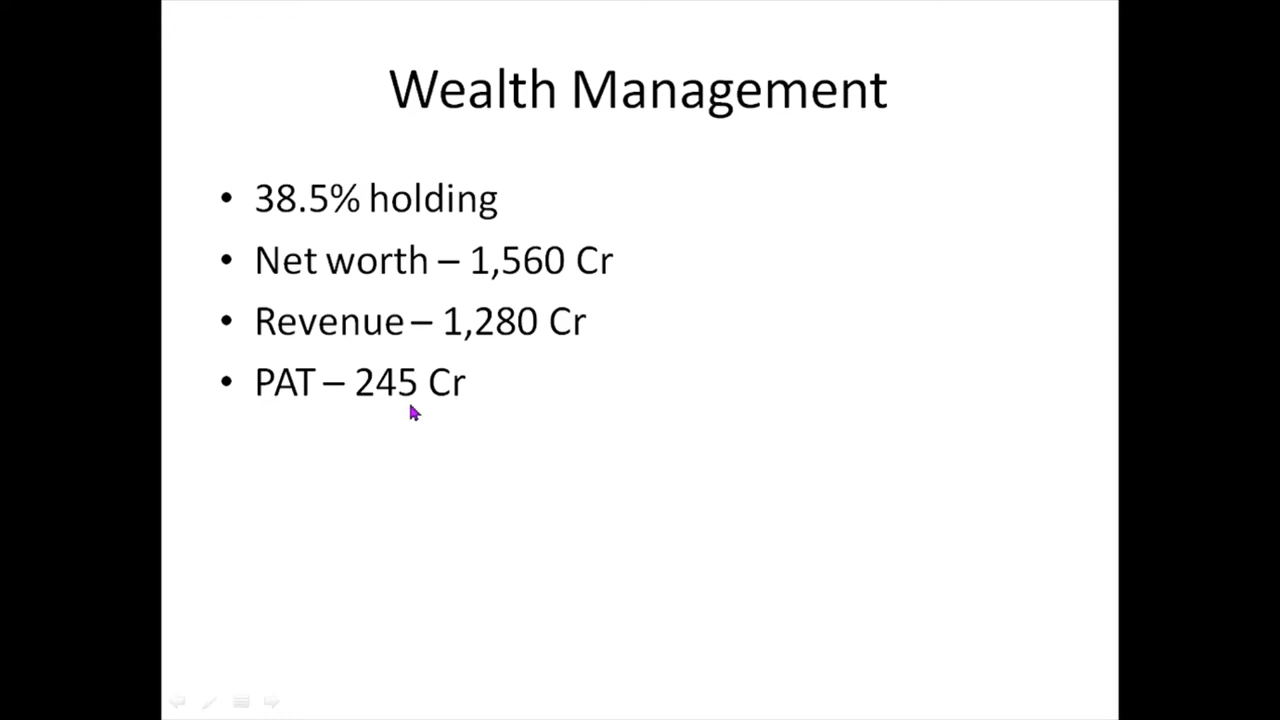 Wealth Management
• 38.5% holding
• Net worth – 1,560 Cr
• Revenue – 1,280 Cr
• PAT – 245 Cr